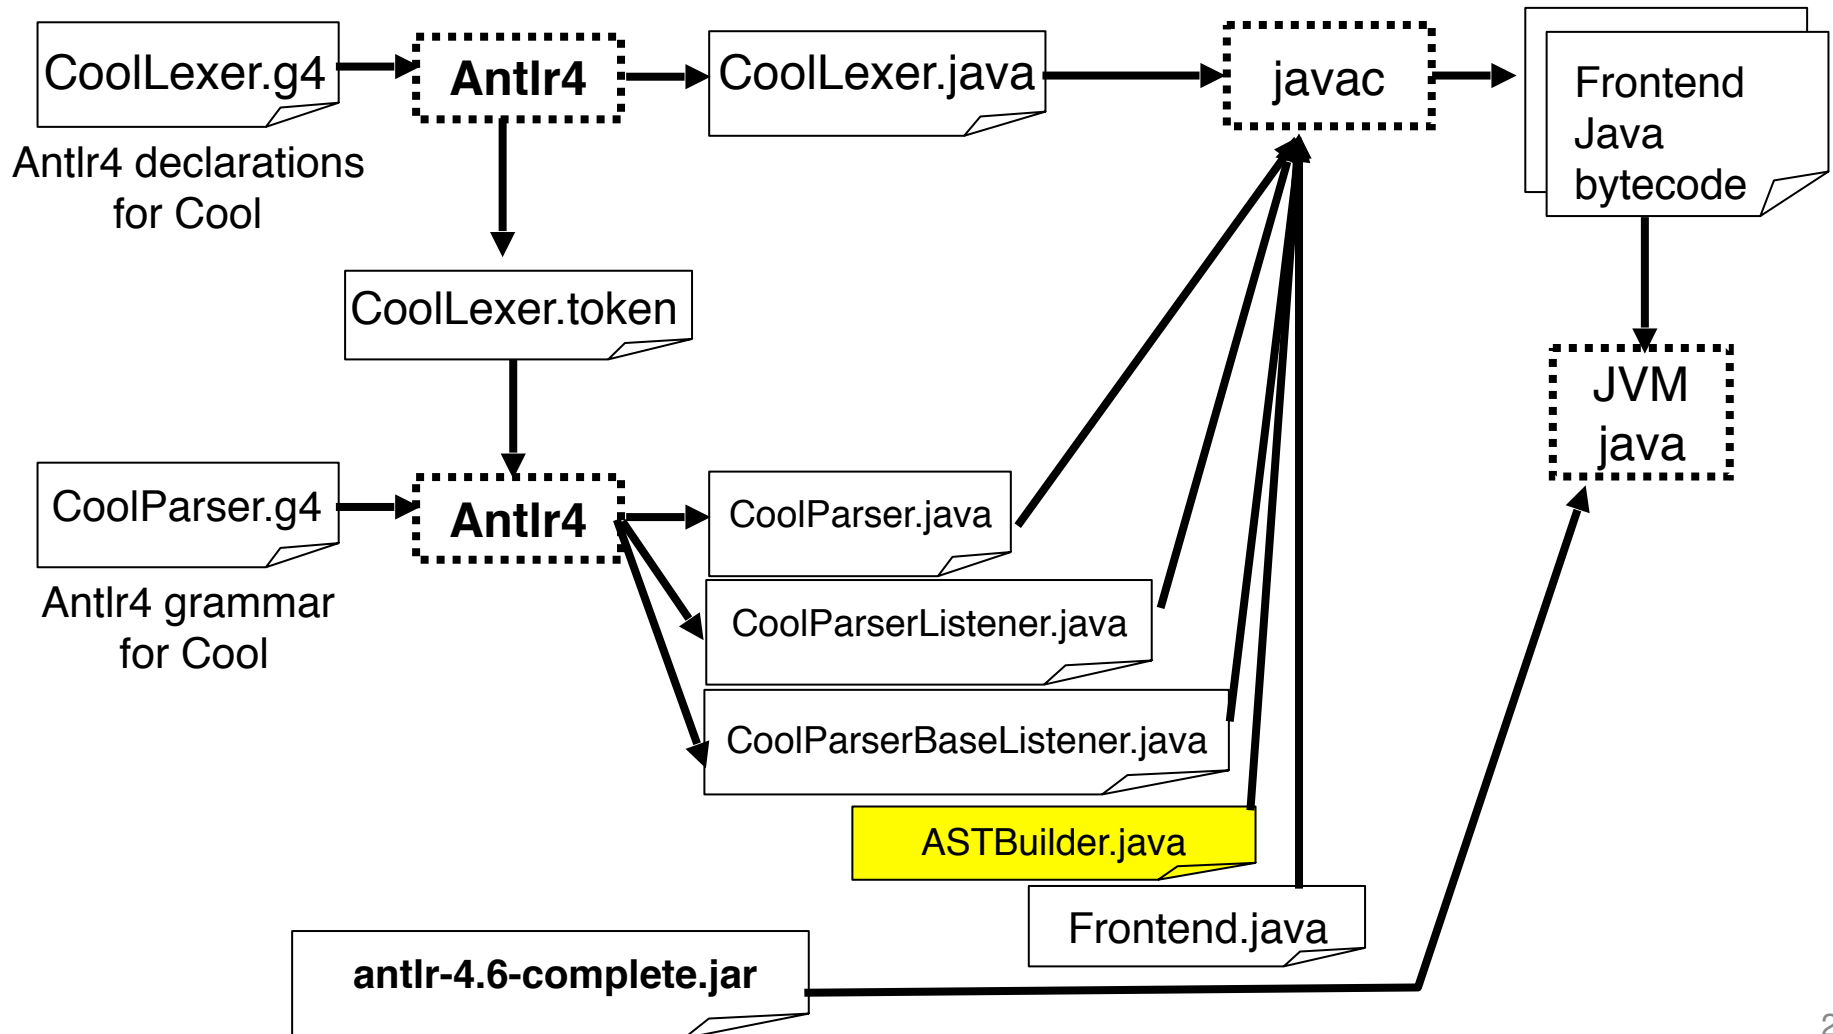 CoolLexer.g4
Antlr4
CoolLexer.java
javac
Frontend
Java
bytecode
Antlr4 declarations
for Cool
CoolLexer.token
JVM
java
CoolParser.g4
Antlr4
CoolParser.java
Antlr4 grammar
for Cool
CoolParserListener.java
CoolParserBaseListener.java
ASTBuilder.java
Frontend.java
antlr-4.6-complete.jar